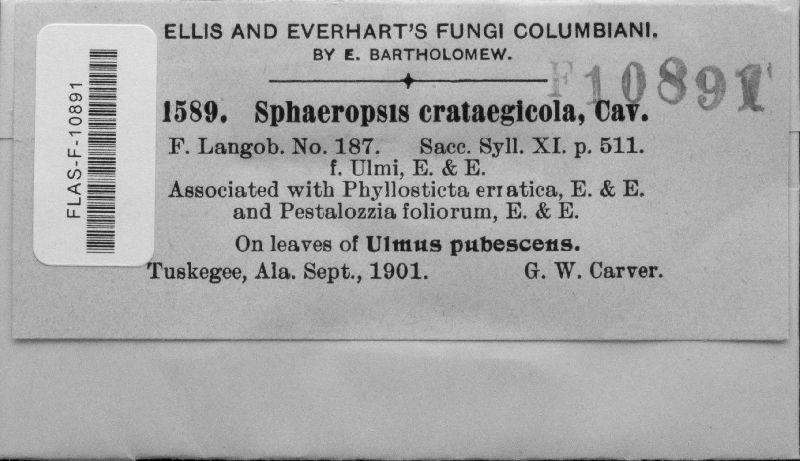 ELLIS AND EVERHART'S FUNGI COLUMBIANI.
BY E. BARTHOLOMEW.
F10891
FLAS-F-10891
1589. Sphaeropsis crataegicola, Cav.
F. Langob. No. 187. Sacc. Syll. XI. p. 511.
f. Ulmi, E. & E.
Associated with Phyllosticta erratica, E. & E.
and Pestalozzia foliorum, E. & E.
On leaves of Ulmus pubescens.
Tuskegee, Ala. Sept., 1901. G. W. Carver.